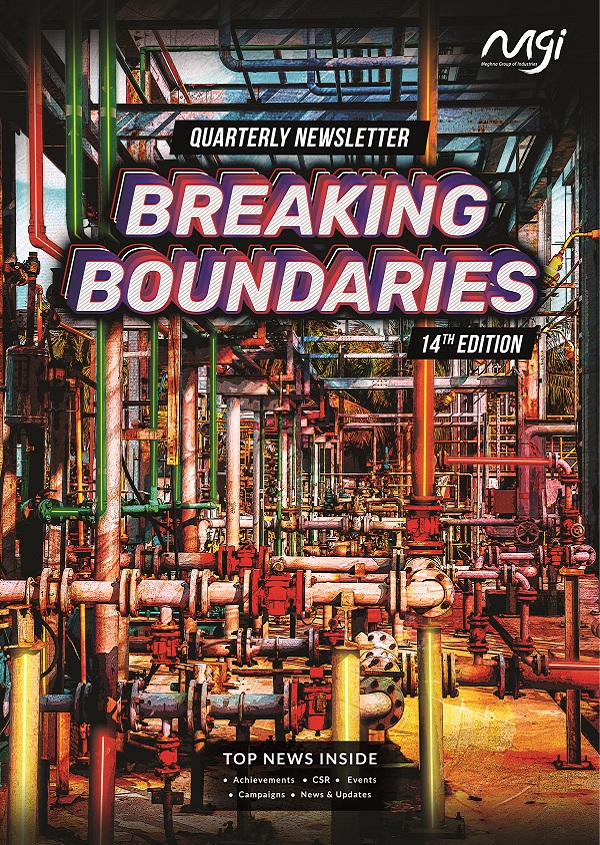 Mgi
Meghna Group of Industries
QUARTERLY NEWSLETTER
BREAKING
BOUNDARIES
14TH EDITION
TOP NEWS INSIDE
• Achievements • CSR • Events
• Campaigns • News & Updates